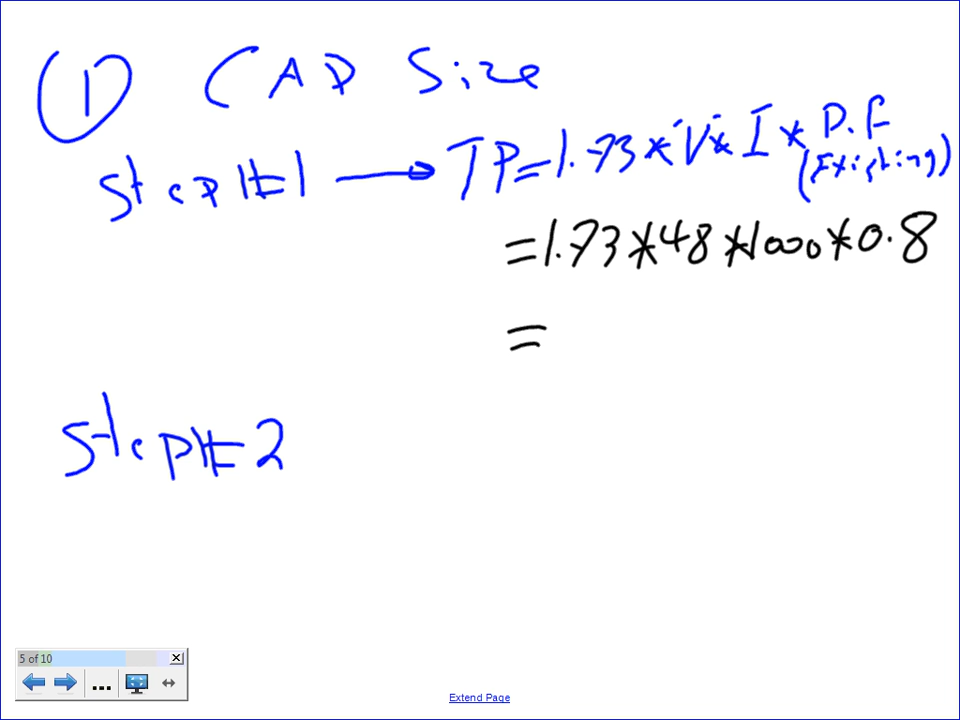 ① CAP Size
Step#1 → TP=1.73*V*I*P.F
(Existing)
=1.73*48*1000*0.8
=
Step#2
5 of 10
...
Extend Page